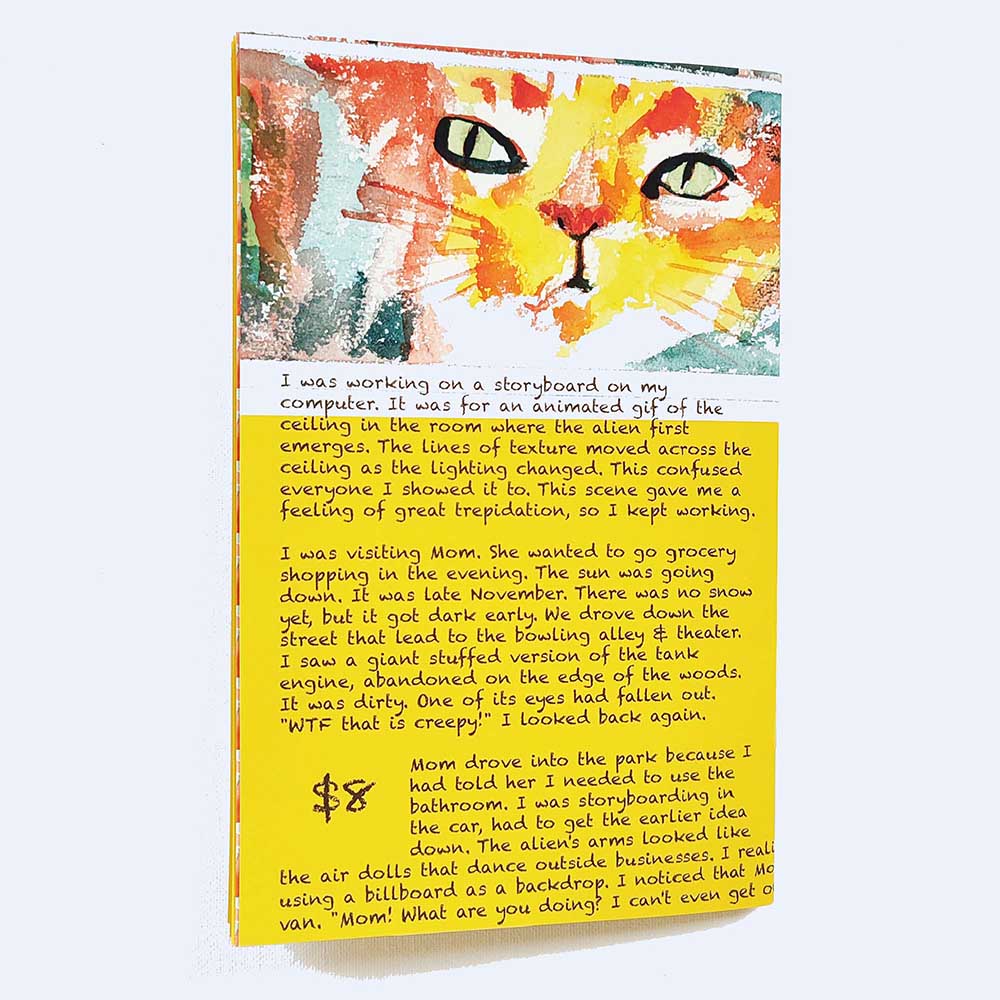 I was working on a storyboard on my
computer. It was for an animated gif of the
ceiling in the room where the alien first
emerges. The lines of texture moved across the
ceiling as the lighting changed. This confused
everyone I showed it to. This scene gave me a
feeling of great trepidation, so I kept working.
I was visiting Mom. She wanted to go grocery
shopping in the evening. The sun was going
down. It was late November. There was no snow
yet, but it got dark early. We drove down the
street that lead to the bowling alley & theater.
I saw a giant stuffed version of the tank
engine, abandoned on the edge of the woods.
It was dirty. One of its eyes had fallen out.
"WTF that is creepy!" I looked back again.
$8
Mom drove into the park because I
had told her I needed to use the
bathroom. I was storyboarding in
the car, had to get the earlier idea
down. The alien's arms looked like
the air dolls that dance outside businesses. I reali
using a billboard as a backdrop. I noticed that Mo
van. "Mom! What are you doing? I can't even get o